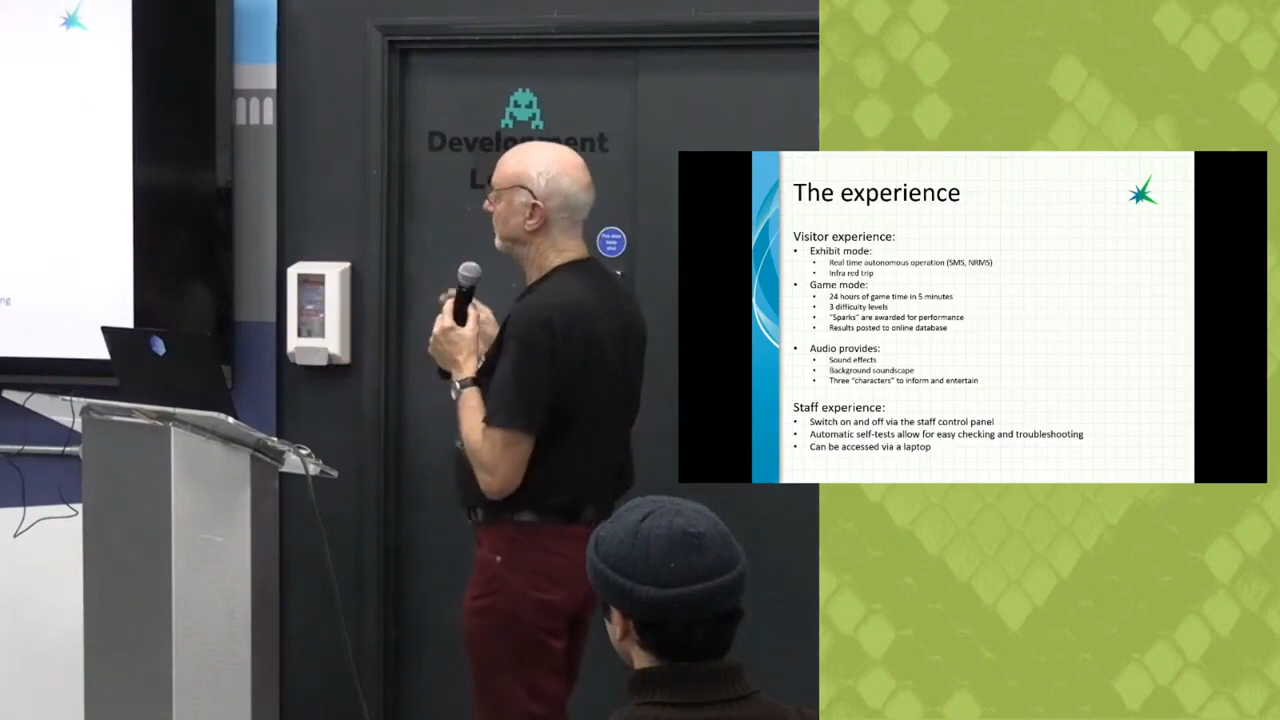 Development
The experience
Visitor experience:
• Exhibit mode:
• Real time autonomous operation (SMS, NRMS)
• Infra red trip
• Game mode:
• 24 hours of game time in 5 minutes
• 3 difficulty levels
• “Sparks” are awarded for performance
• Results posted to online database
• Audio provides:
• Sound effects
• Background soundscape
• Three “characters” to inform and entertain
Staff experience:
• Switch on and off via the staff control panel
• Automatic self-tests allow for easy checking and troubleshooting
• Can be accessed via a laptop